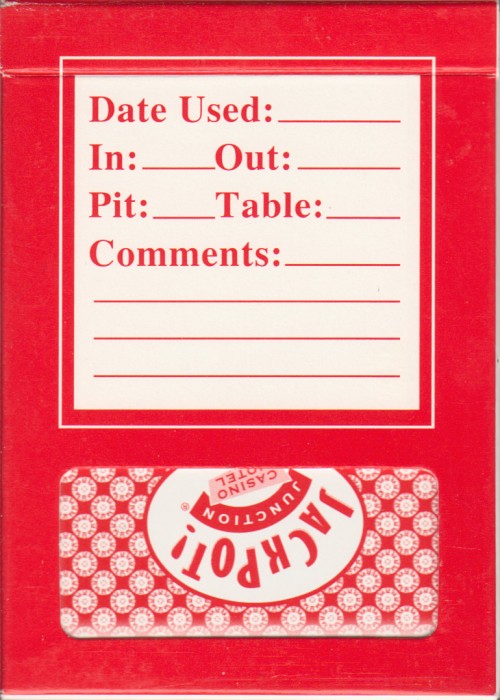 Date Used:
In: Out:
Pit: Table:
Comments:
JACKPOT!
JUNCTION®
CASINO
HOTEL